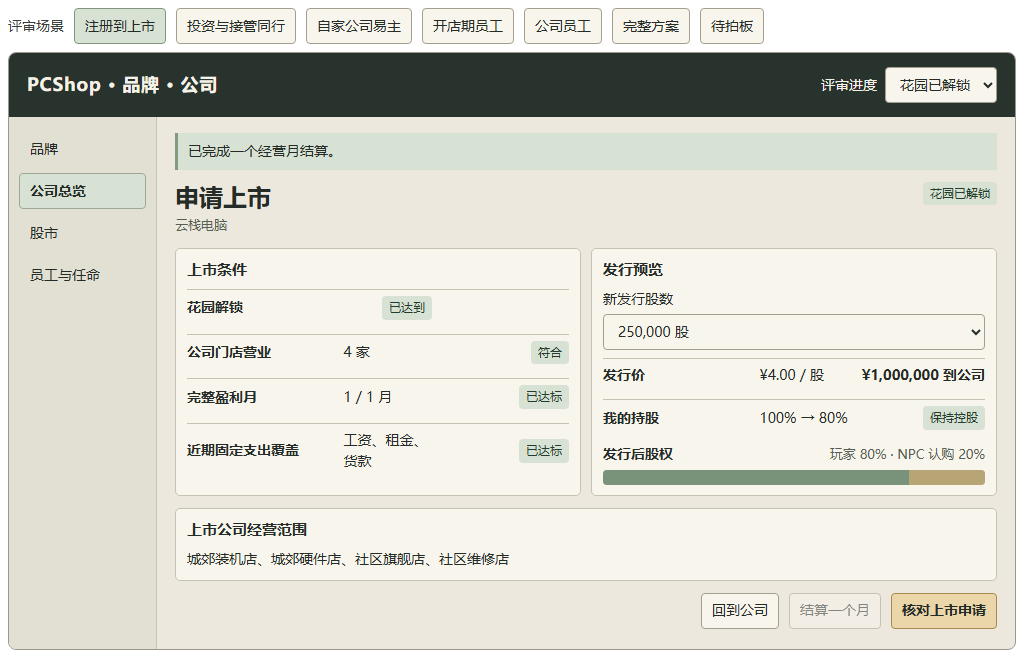 评审场景 注册到上市 投资与接管同行 自家公司易主 开店期员工 公司员工 完整方案 待拍板
PCShop · 品牌 · 公司 评审进度 花园已解锁
品牌
公司总览
股市
员工与任命
已完成一个经营月结算。
申请上市 花园已解锁
云栈电脑
上市条件
花园解锁 已达到
公司门店营业 4 家 符合
完整盈利月 1 / 1 月 已达标
近期固定支出覆盖 工资、租金、
货款 已达标
发行预览
新发行股数
250,000 股
发行价 ¥4.00 / 股 ¥1,000,000 到公司
我的持股 100% → 80% 保持控股
发行后股权 玩家 80% · NPC 认购 20%
上市公司经营范围
城郊装机店、城郊硬件店、社区旗舰店、社区维修店
回到公司 结算一个月 核对上市申请